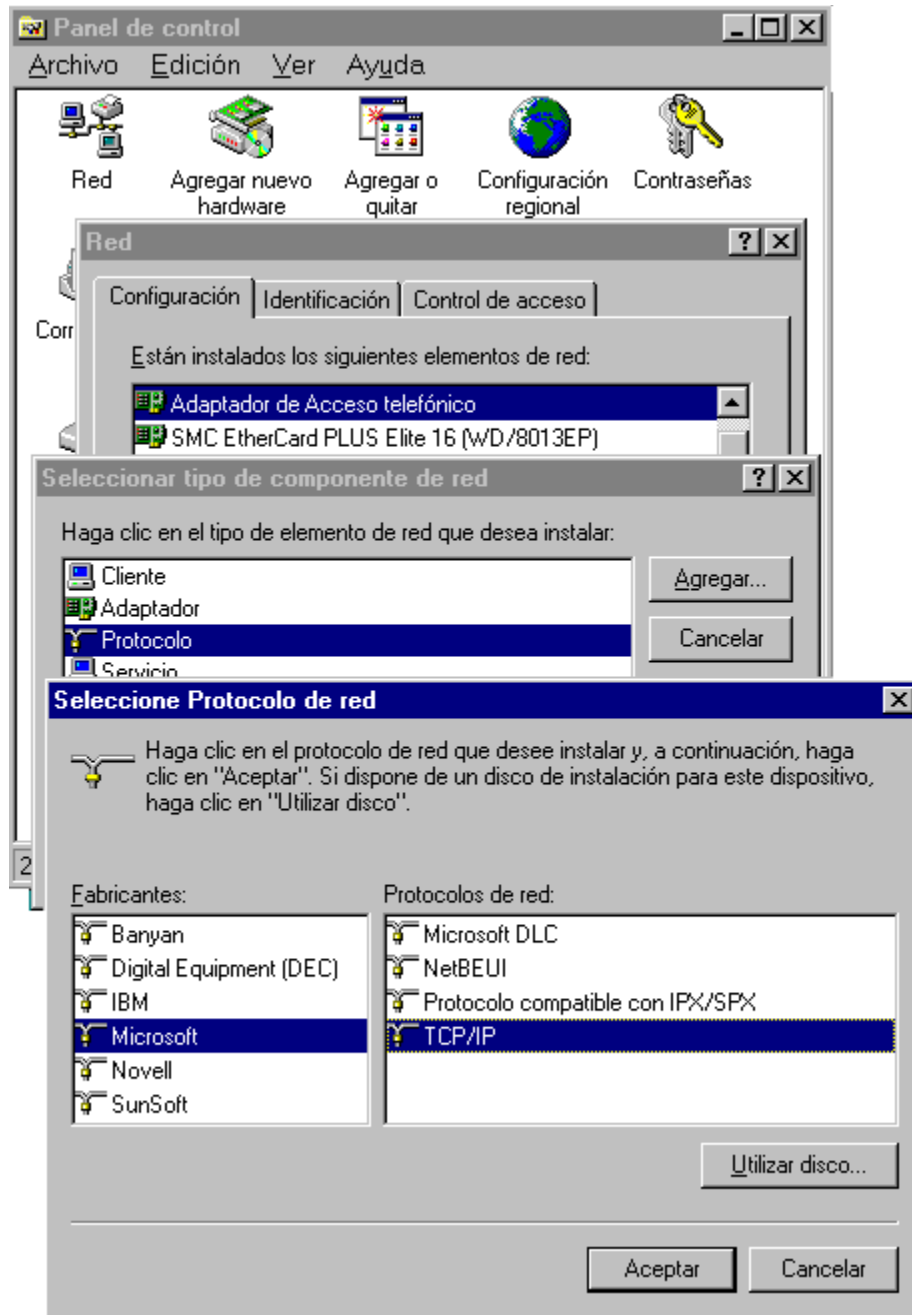 Panel de control
Archivo Edición Ver Ayuda
Red
Agregar nuevo
hardware
Agregar o
quitar
Configuración
regional
Contraseñas
Red
Configuración Identificación Control de acceso
Están instalados los siguientes elementos de red:
Adaptador de Acceso telefónico
SMC EtherCard PLUS Elite 16 (WD/8013EP)
Seleccionar tipo de componente de red
Haga clic en el tipo de elemento de red que desea instalar:
Cliente
Adaptador
Protocolo
Servicio
Agregar...
Cancelar
Seleccione Protocolo de red
Haga clic en el protocolo de red que desee instalar y, a continuación, haga
clic en "Aceptar". Si dispone de un disco de instalación para este dispositivo,
haga clic en "Utilizar disco".
Fabricantes:
Banyan
Digital Equipment (DEC)
IBM
Microsoft
Novell
SunSoft
Protocolos de red:
Microsoft DLC
NetBEUI
Protocolo compatible con IPX/SPX
TCP/IP
Utilizar disco...
Aceptar Cancelar